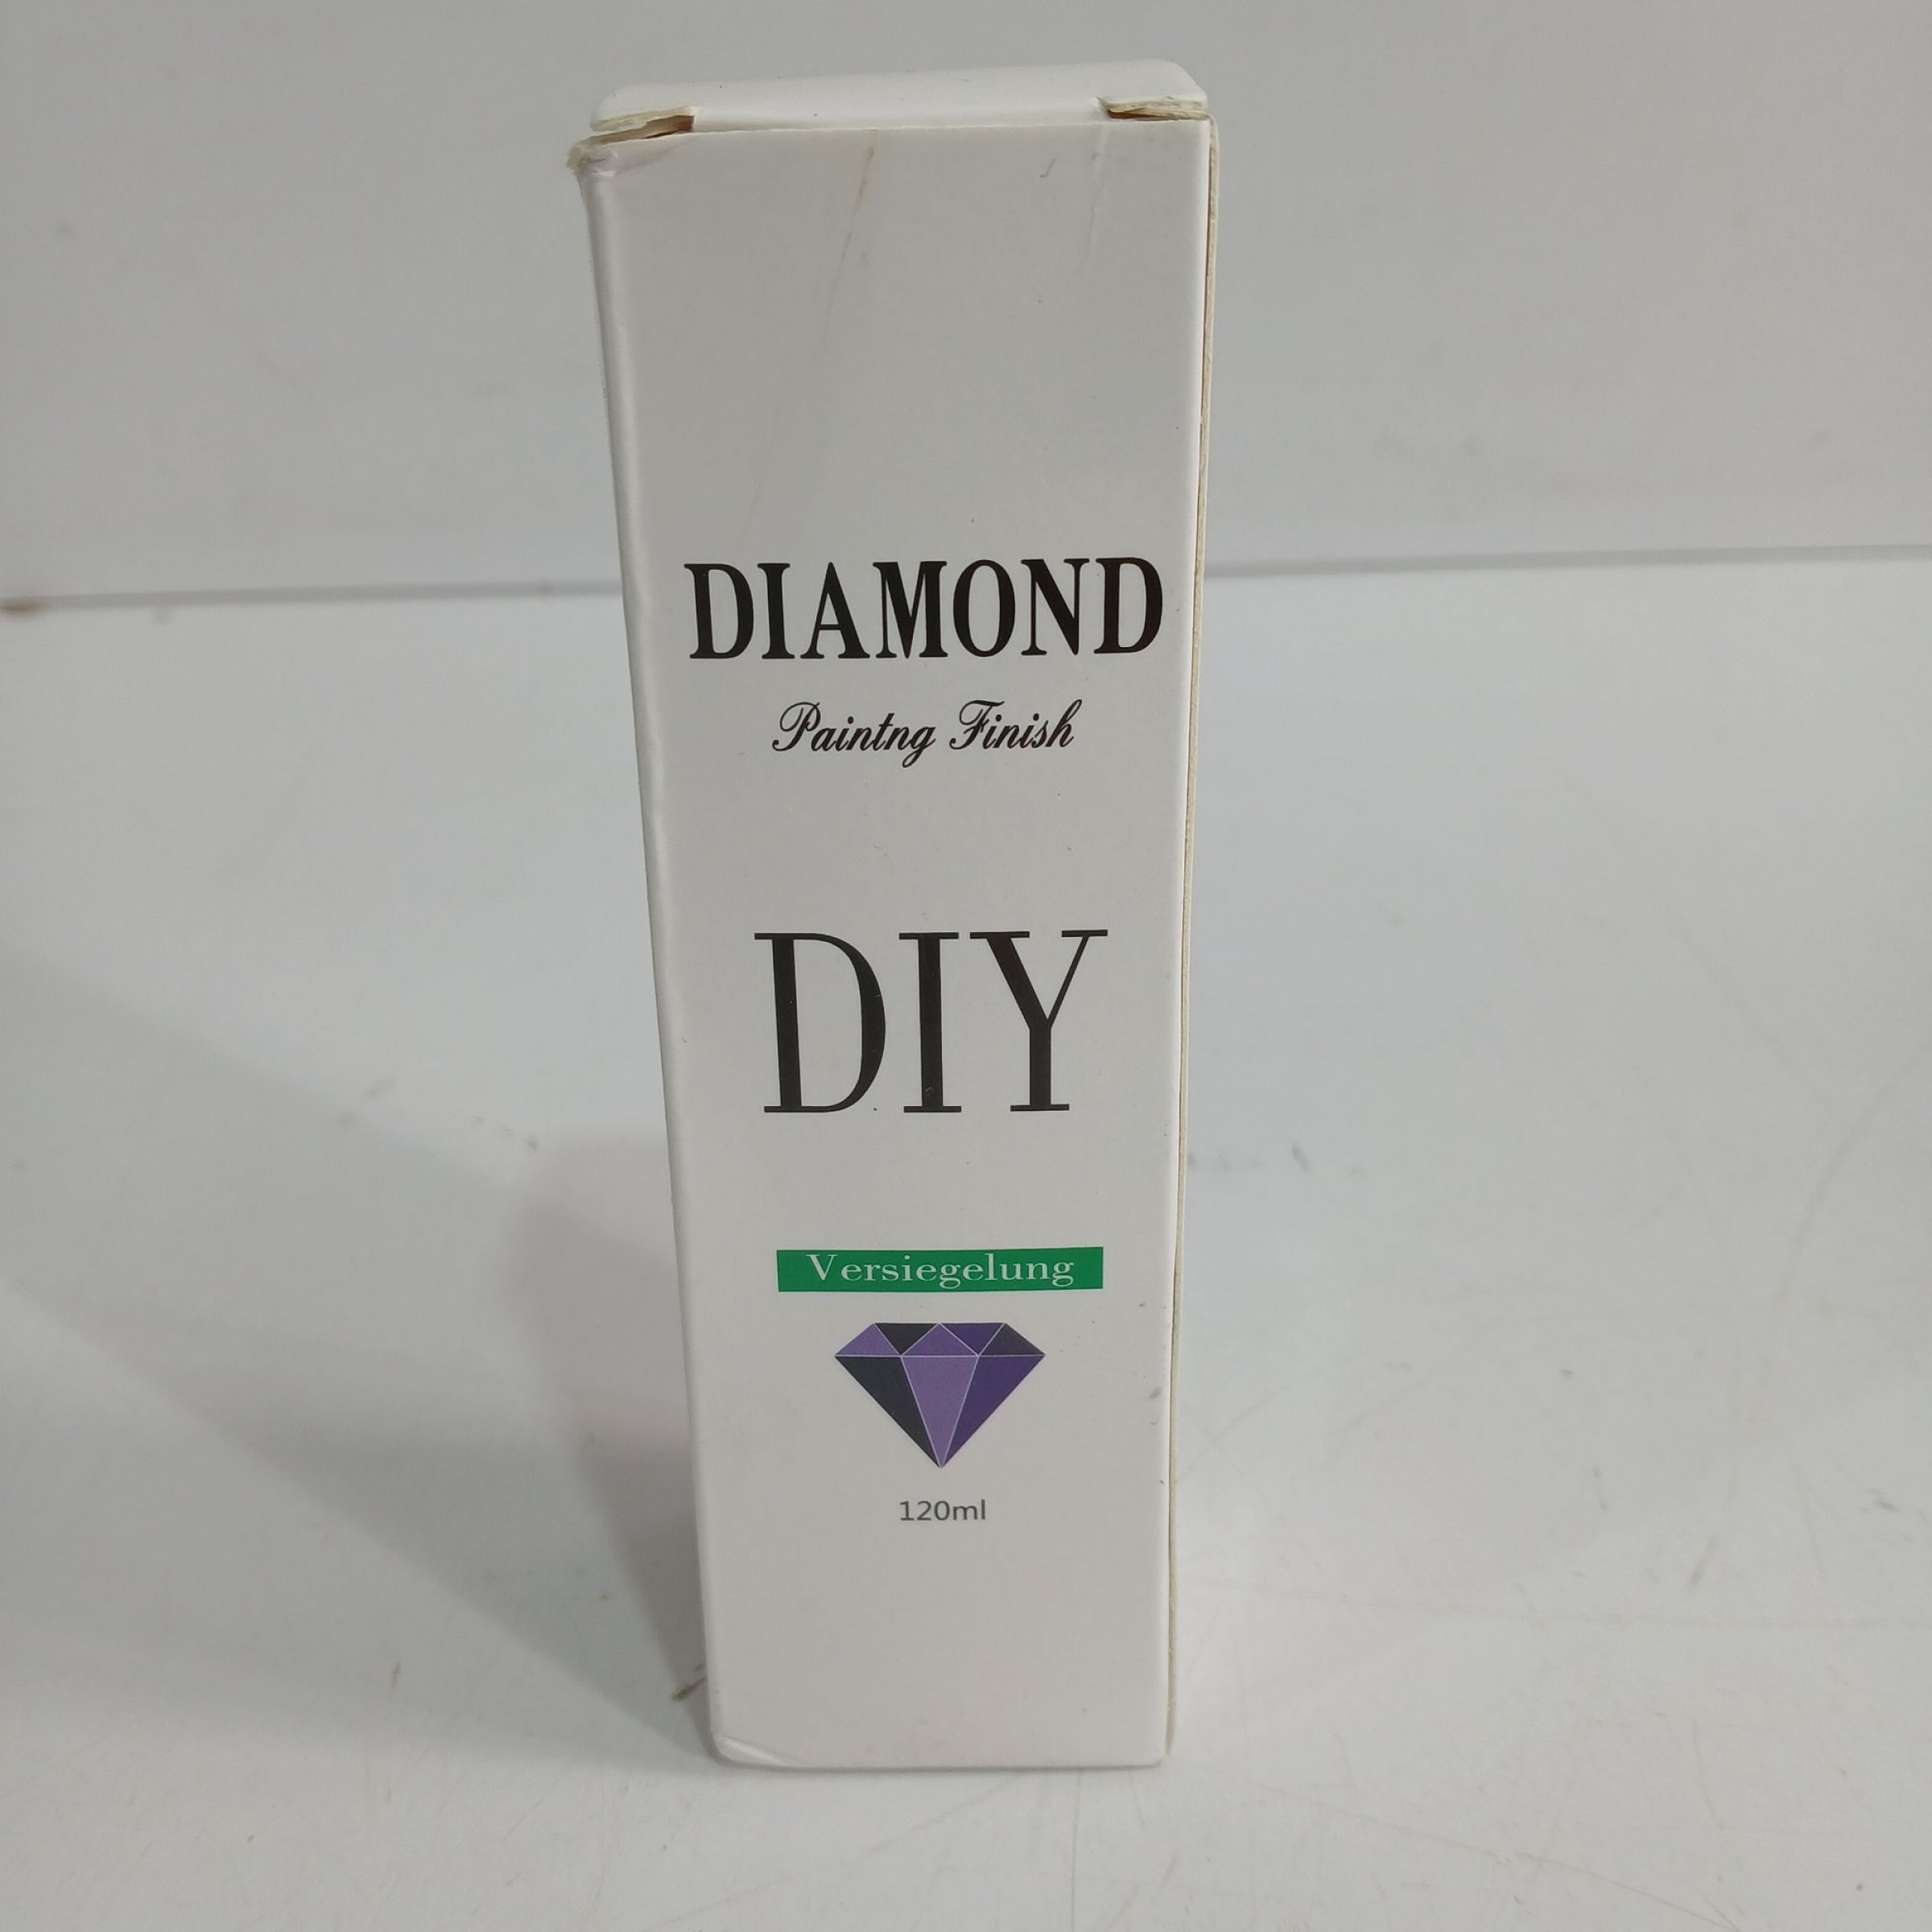 DIAMOND
Paintng Finish
DIY
Versiegelung
120ml